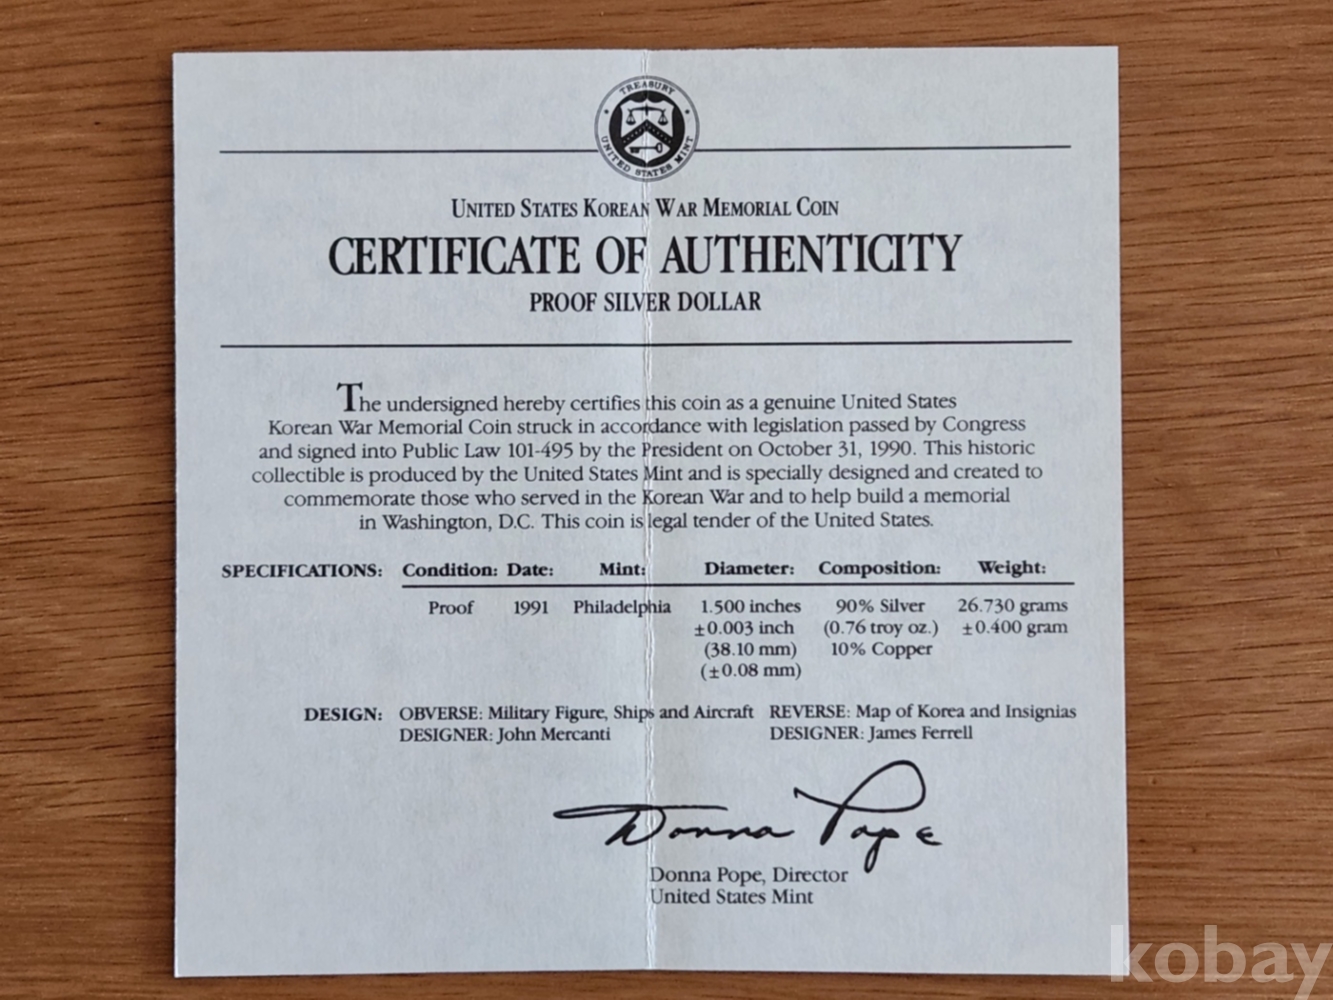 TREASURY
UNITED STATES MINT
UNITED STATES KOREAN WAR MEMORIAL COIN
CERTIFICATE OF AUTHENTICITY
PROOF SILVER DOLLAR
The undersigned hereby certifies this coin as a genuine United States
Korean War Memorial Coin struck in accordance with legislation passed by Congress
and signed into Public Law 101-495 by the President on October 31, 1990. This historic
collectible is produced by the United States Mint and is specially designed and created to
commemorate those who served in the Korean War and to help build a memorial
in Washington, D.C. This coin is legal tender of the United States.
SPECIFICATIONS: Condition: Date: Mint: Diameter: Composition: Weight:
Proof 1991 Philadelphia 1.500 inches 90% Silver 26.730 grams
±0.003 inch (0.76 troy oz.) ±0.400 gram
(38.10 mm) 10% Copper
(±0.08 mm)
DESIGN: OBVERSE: Military Figure, Ships and Aircraft REVERSE: Map of Korea and Insignias
DESIGNER: John Mercanti DESIGNER: James Ferrell
Donna Pope
Donna Pope, Director
United States Mint
kobay